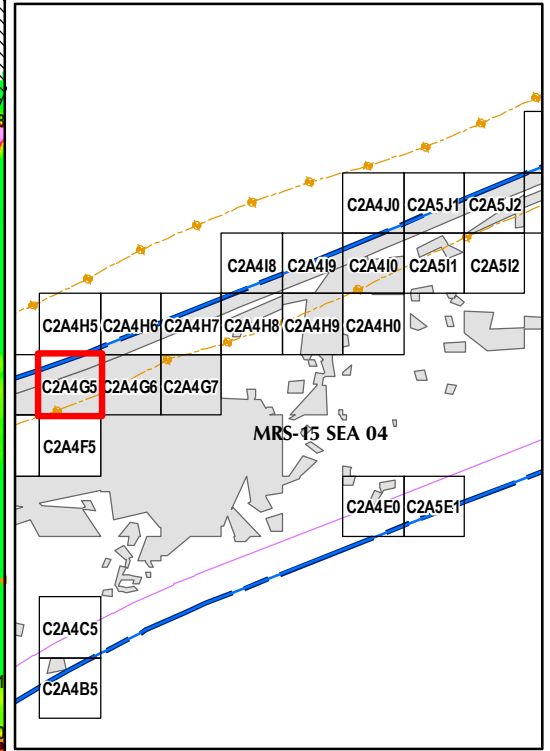 C2A4J0 C2A5J1 C2A5J2
C2A4I8 C2A4I9 C2A4I0 C2A5I1 C2A5I2
C2A4H5 C2A4H6 C2A4H7 C2A4H8 C2A4H9 C2A4H0
C2A4G5 C2A4G6 C2A4G7
C2A4F5
MRS-15 SEA 04
C2A4E0 C2A5E1
C2A4C5
C2A4B5